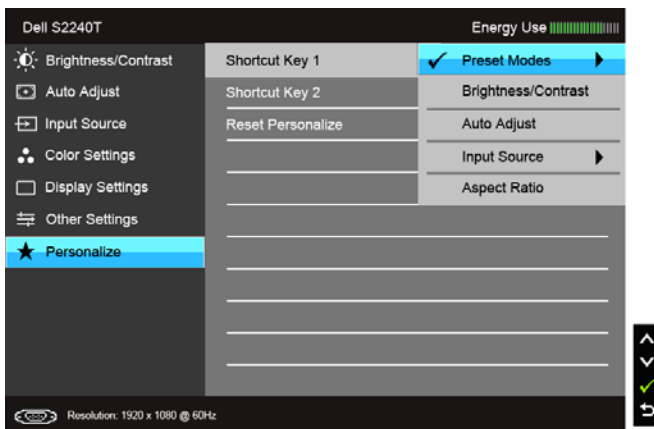 Dell S2240T
Energy Use
Brightness/Contrast
Auto Adjust
Input Source
Color Settings
Display Settings
Other Settings
Personalize
Shortcut Key 1
Shortcut Key 2
Reset Personalize
Preset Modes
Brightness/Contrast
Auto Adjust
Input Source
Aspect Ratio
Resolution: 1920 x 1080 @ 60Hz